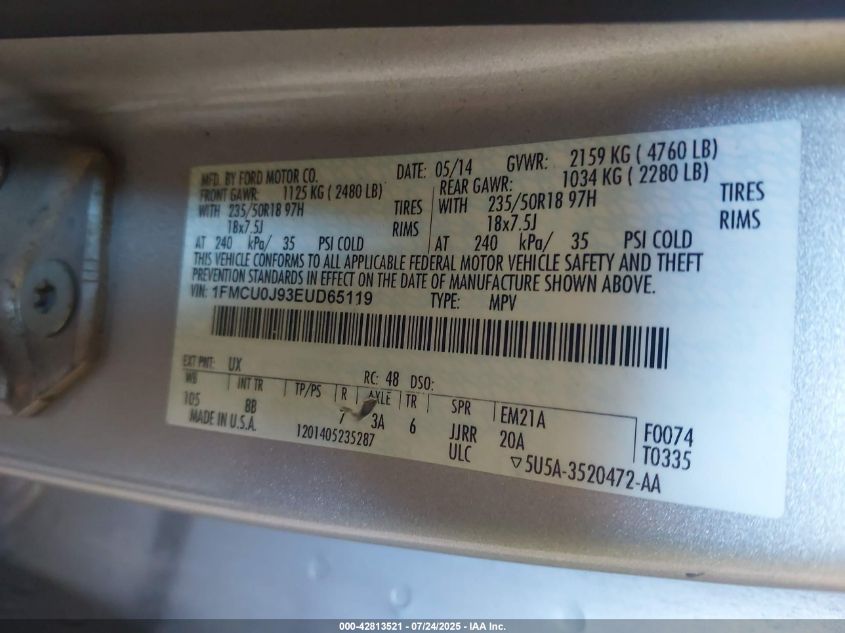 MFD. BY FORD MOTOR CO. DATE: 05/14 GVWR: 2159 KG ( 4760 LB)
FRONT GAWR: 1125 KG ( 2480 LB) REAR GAWR: 1034 KG ( 2280 LB)
WITH 235/50R18 97H TIRES WITH 235/50R18 97H TIRES
18x7.5J RIMS 18x7.5J RIMS
AT 240 kPa/ 35 PSI COLD AT 240 kPa/ 35 PSI COLD
THIS VEHICLE CONFORMS TO ALL APPLICABLE FEDERAL MOTOR VEHICLE SAFETY AND THEFT
PREVENTION STANDARDS IN EFFECT ON THE DATE OF MANUFACTURE SHOWN ABOVE.
VIN: 1FMCU0J93EUD65119 TYPE: MPV
EXT PNT: UX RC: 48 DSO:
WB INT TR TP/PS R AXLE TR SPR EM21A
105 BB 7 3A 6 JJRR 20A F0074
MADE IN U.S.A. 1201405235287 ULC T0335
▽5U5A-3520472-AA
000-42813521 - 07/24/2025 - IAA Inc.